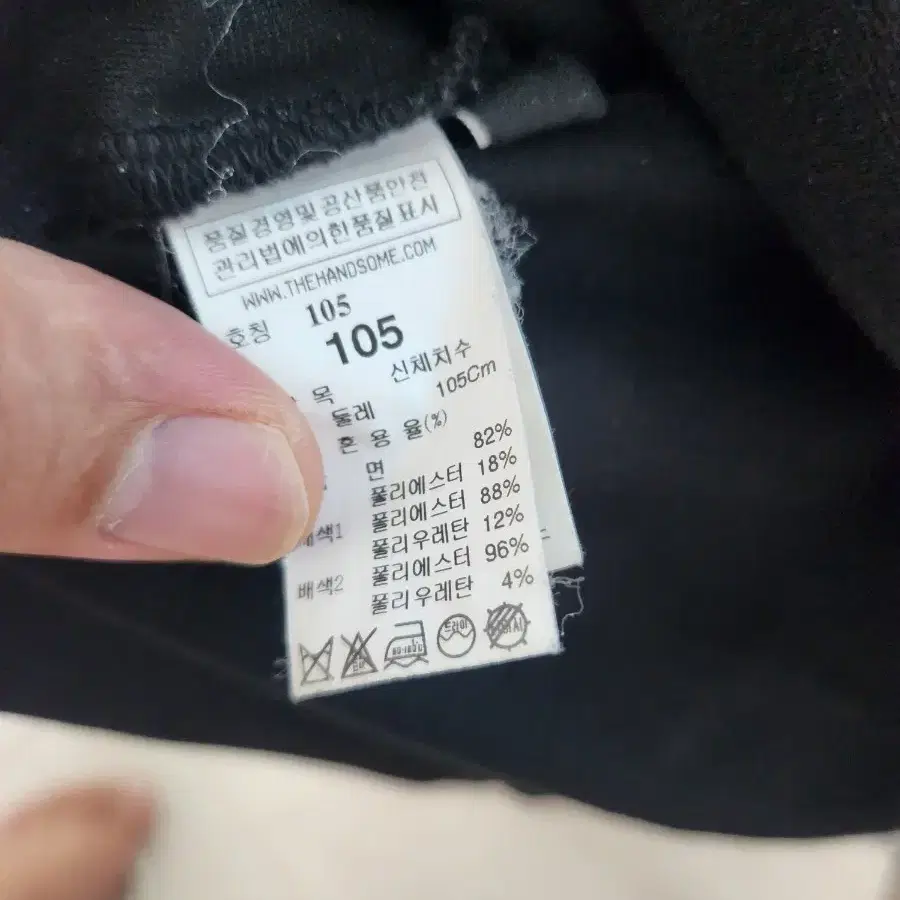 품질경영및공산품안전
관리법에의한품질표시
WWW.THEHANDSOME.COM
호칭 105
105
신체치수
목
둘레 105Cm
혼용율(%)
면 82%
폴리에스터 18%
배색1 폴리에스터 88%
폴리우레탄 12%
배색2 폴리에스터 96%
폴리우레탄 4%
드라이